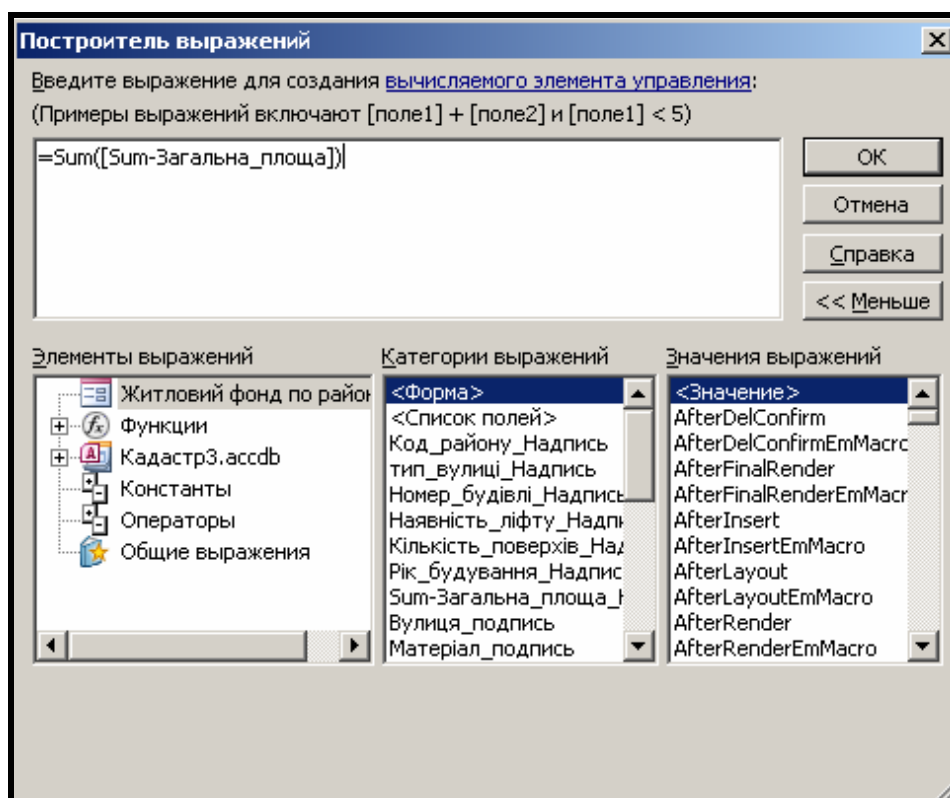 Построитель выражений
Введите выражение для создания вычисляемого элемента управления:
(Примеры выражений включают [поле1] + [поле2] и [поле1] < 5)
=Sum([Sum-Загальна_площа])
OK
Отмена
Справка
<< Меньше
Элементы выражений
Житловий фонд по район
Функции
Кадастр3.accdb
Константы
Операторы
Общие выражения
Категории выражений
<Форма>
<Список полей>
Код_району_Надпись
тип_вулиці_Надпись
Номер_будівлі_Надпись
Наявність_ліфту_Надп
Кількість_поверхів_Над
Рік_будування_Надпис
Sum-Загальна_площа_Н
Вулиця_подпись
Матеріал_подпись
Значения выражений
<Значение>
AfterDelConfirm
AfterDelConfirmEmMacro
AfterFinalRender
AfterFinalRenderEmMacr
AfterInsert
AfterInsertEmMacro
AfterLayout
AfterLayoutEmMacro
AfterRender
AfterRenderEmMacro